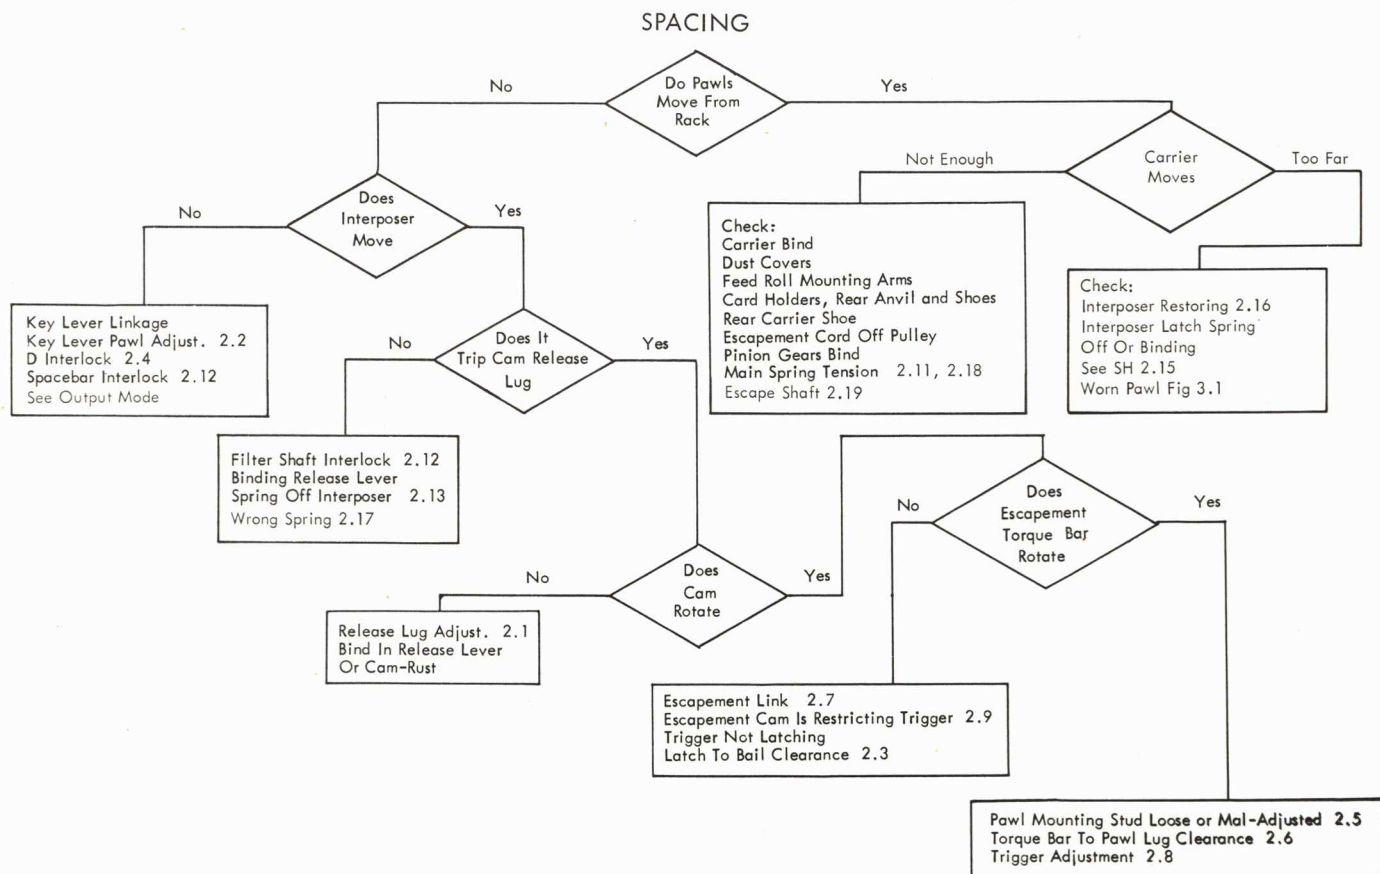 SPACING
Do Pawls
Move From
Rack
No
Yes
Does
Interposer
Move
Not Enough
Carrier
Moves
Too Far
No
Yes
Key Lever Linkage
Key Lever Pawl Adjust. 2.2
D Interlock 2.4
Spacebar Interlock 2.12
See Output Mode
Check:
Carrier Bind
Dust Covers
Feed Roll Mounting Arms
Card Holders, Rear Anvil and Shoes
Rear Carrier Shoe
Escapement Cord Off Pulley
Pinion Gears Bind
Main Spring Tension 2.11, 2.18
Escape Shaft 2.19
Check:
Interposer Restoring 2.16
Interposer Latch Spring
Off Or Binding
See SH 2.15
Worn Pawl Fig 3.1
No
Does It
Trip Cam Release
Lug
Yes
Filter Shaft Interlock 2.12
Binding Release Lever
Spring Off Interposer 2.13
Wrong Spring 2.17
No
Does
Escapement
Torque Bar
Rotate
Yes
No
Does
Cam
Rotate
Yes
Release Lug Adjust. 2.1
Bind In Release Lever
Or Cam-Rust
Escapement Link 2.7
Escapement Cam Is Restricting Trigger 2.9
Trigger Not Latching
Latch To Bail Clearance 2.3
Pawl Mounting Stud Loose or Mal-Adjusted 2.5
Torque Bar To Pawl Lug Clearance 2.6
Trigger Adjustment 2.8